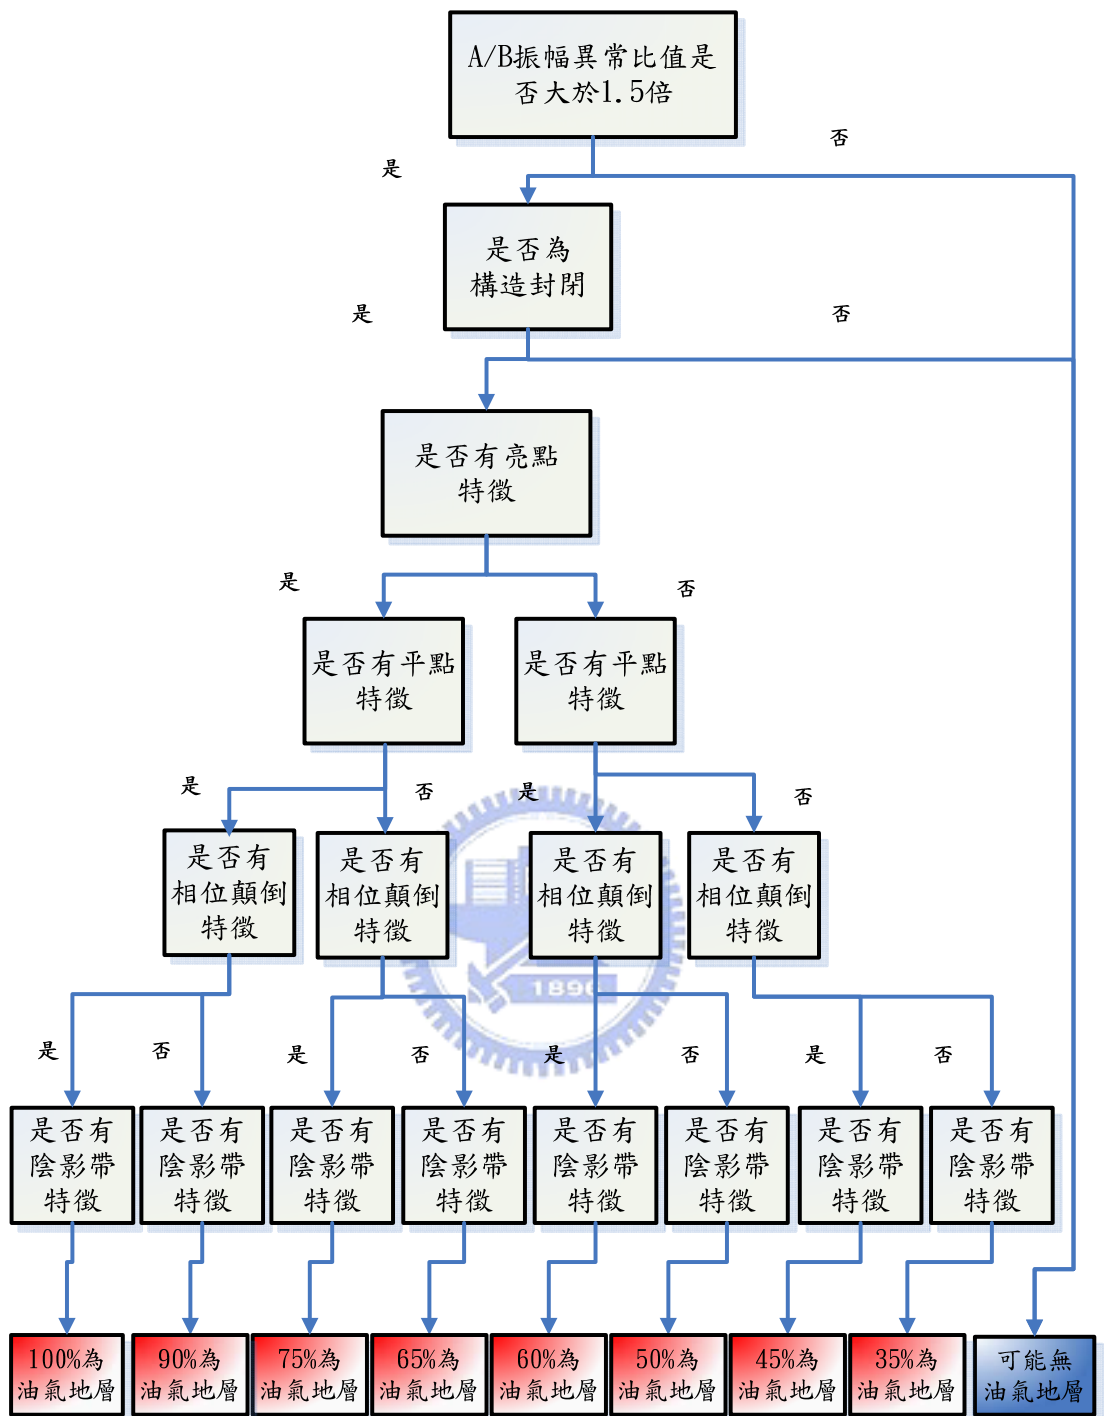 A/B振幅異常比值是
否大於1.5倍
是
否
是否為
構造封閉
是
否
是否有亮點
特徵
是
否
是否有平點
特徵
是否有平點
特徵
是
否
是
否
是否有
相位顛倒
特徵
是否有
相位顛倒
特徵
是否有
相位顛倒
特徵
是否有
相位顛倒
特徵
1896
是
否
是
否
是
否
是
否
是否有
陰影帶
特徵
是否有
陰影帶
特徵
是否有
陰影帶
特徵
是否有
陰影帶
特徵
是否有
陰影帶
特徵
是否有
陰影帶
特徵
是否有
陰影帶
特徵
是否有
陰影帶
特徵
100%為
油氣地層
90%為
油氣地層
75%為
油氣地層
65%為
油氣地層
60%為
油氣地層
50%為
油氣地層
45%為
油氣地層
35%為
油氣地層
可能無
油氣地層